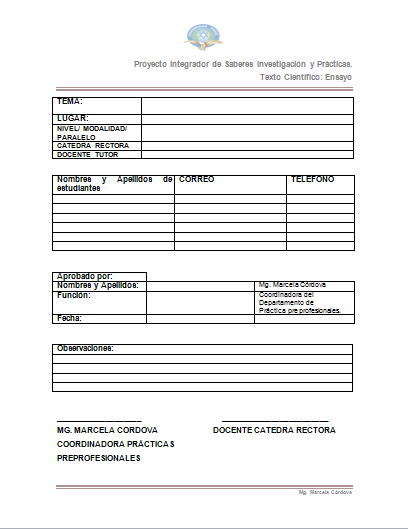 Proyecto Integrador de Saberes Investigación y Prácticas.
Texto Científico: Ensayo
TEMA:
LUGAR:
NIVEL/ MODALIDAD/
PARALELO
CATEDRA RECTORA
DOCENTE TUTOR
Nombres y Apellidos de estudiantes CORREO TELEFONO
Aprobado por:
Nombres y Apellidos: Mg. Marcela Córdova
Función: Coordinadora del
Departamento de
Práctica pre profesionales.
Fecha:
Observaciones:
MG. MARCELA CORDOVA DOCENTE CATEDRA RECTORA
COORDINADORA PRÁCTICAS
PREPROFESIONALES
Mg. Marcela Córdova